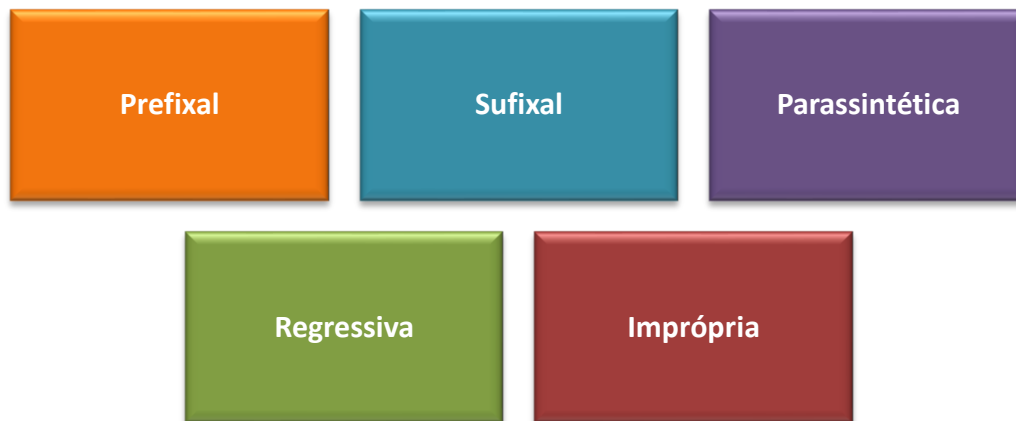 Prefixal
Sufixal
Parassintética
Regressiva
Imprópria